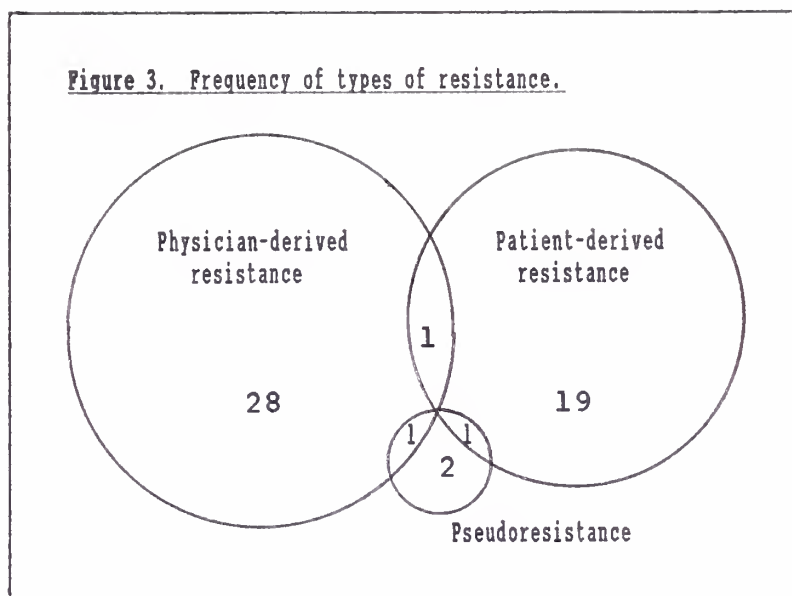 Figure 3. Frequency of types of resistance.
Physician-derived
resistance
Patient-derived
resistance
1
28
19
1
1
2
Pseudoresistance